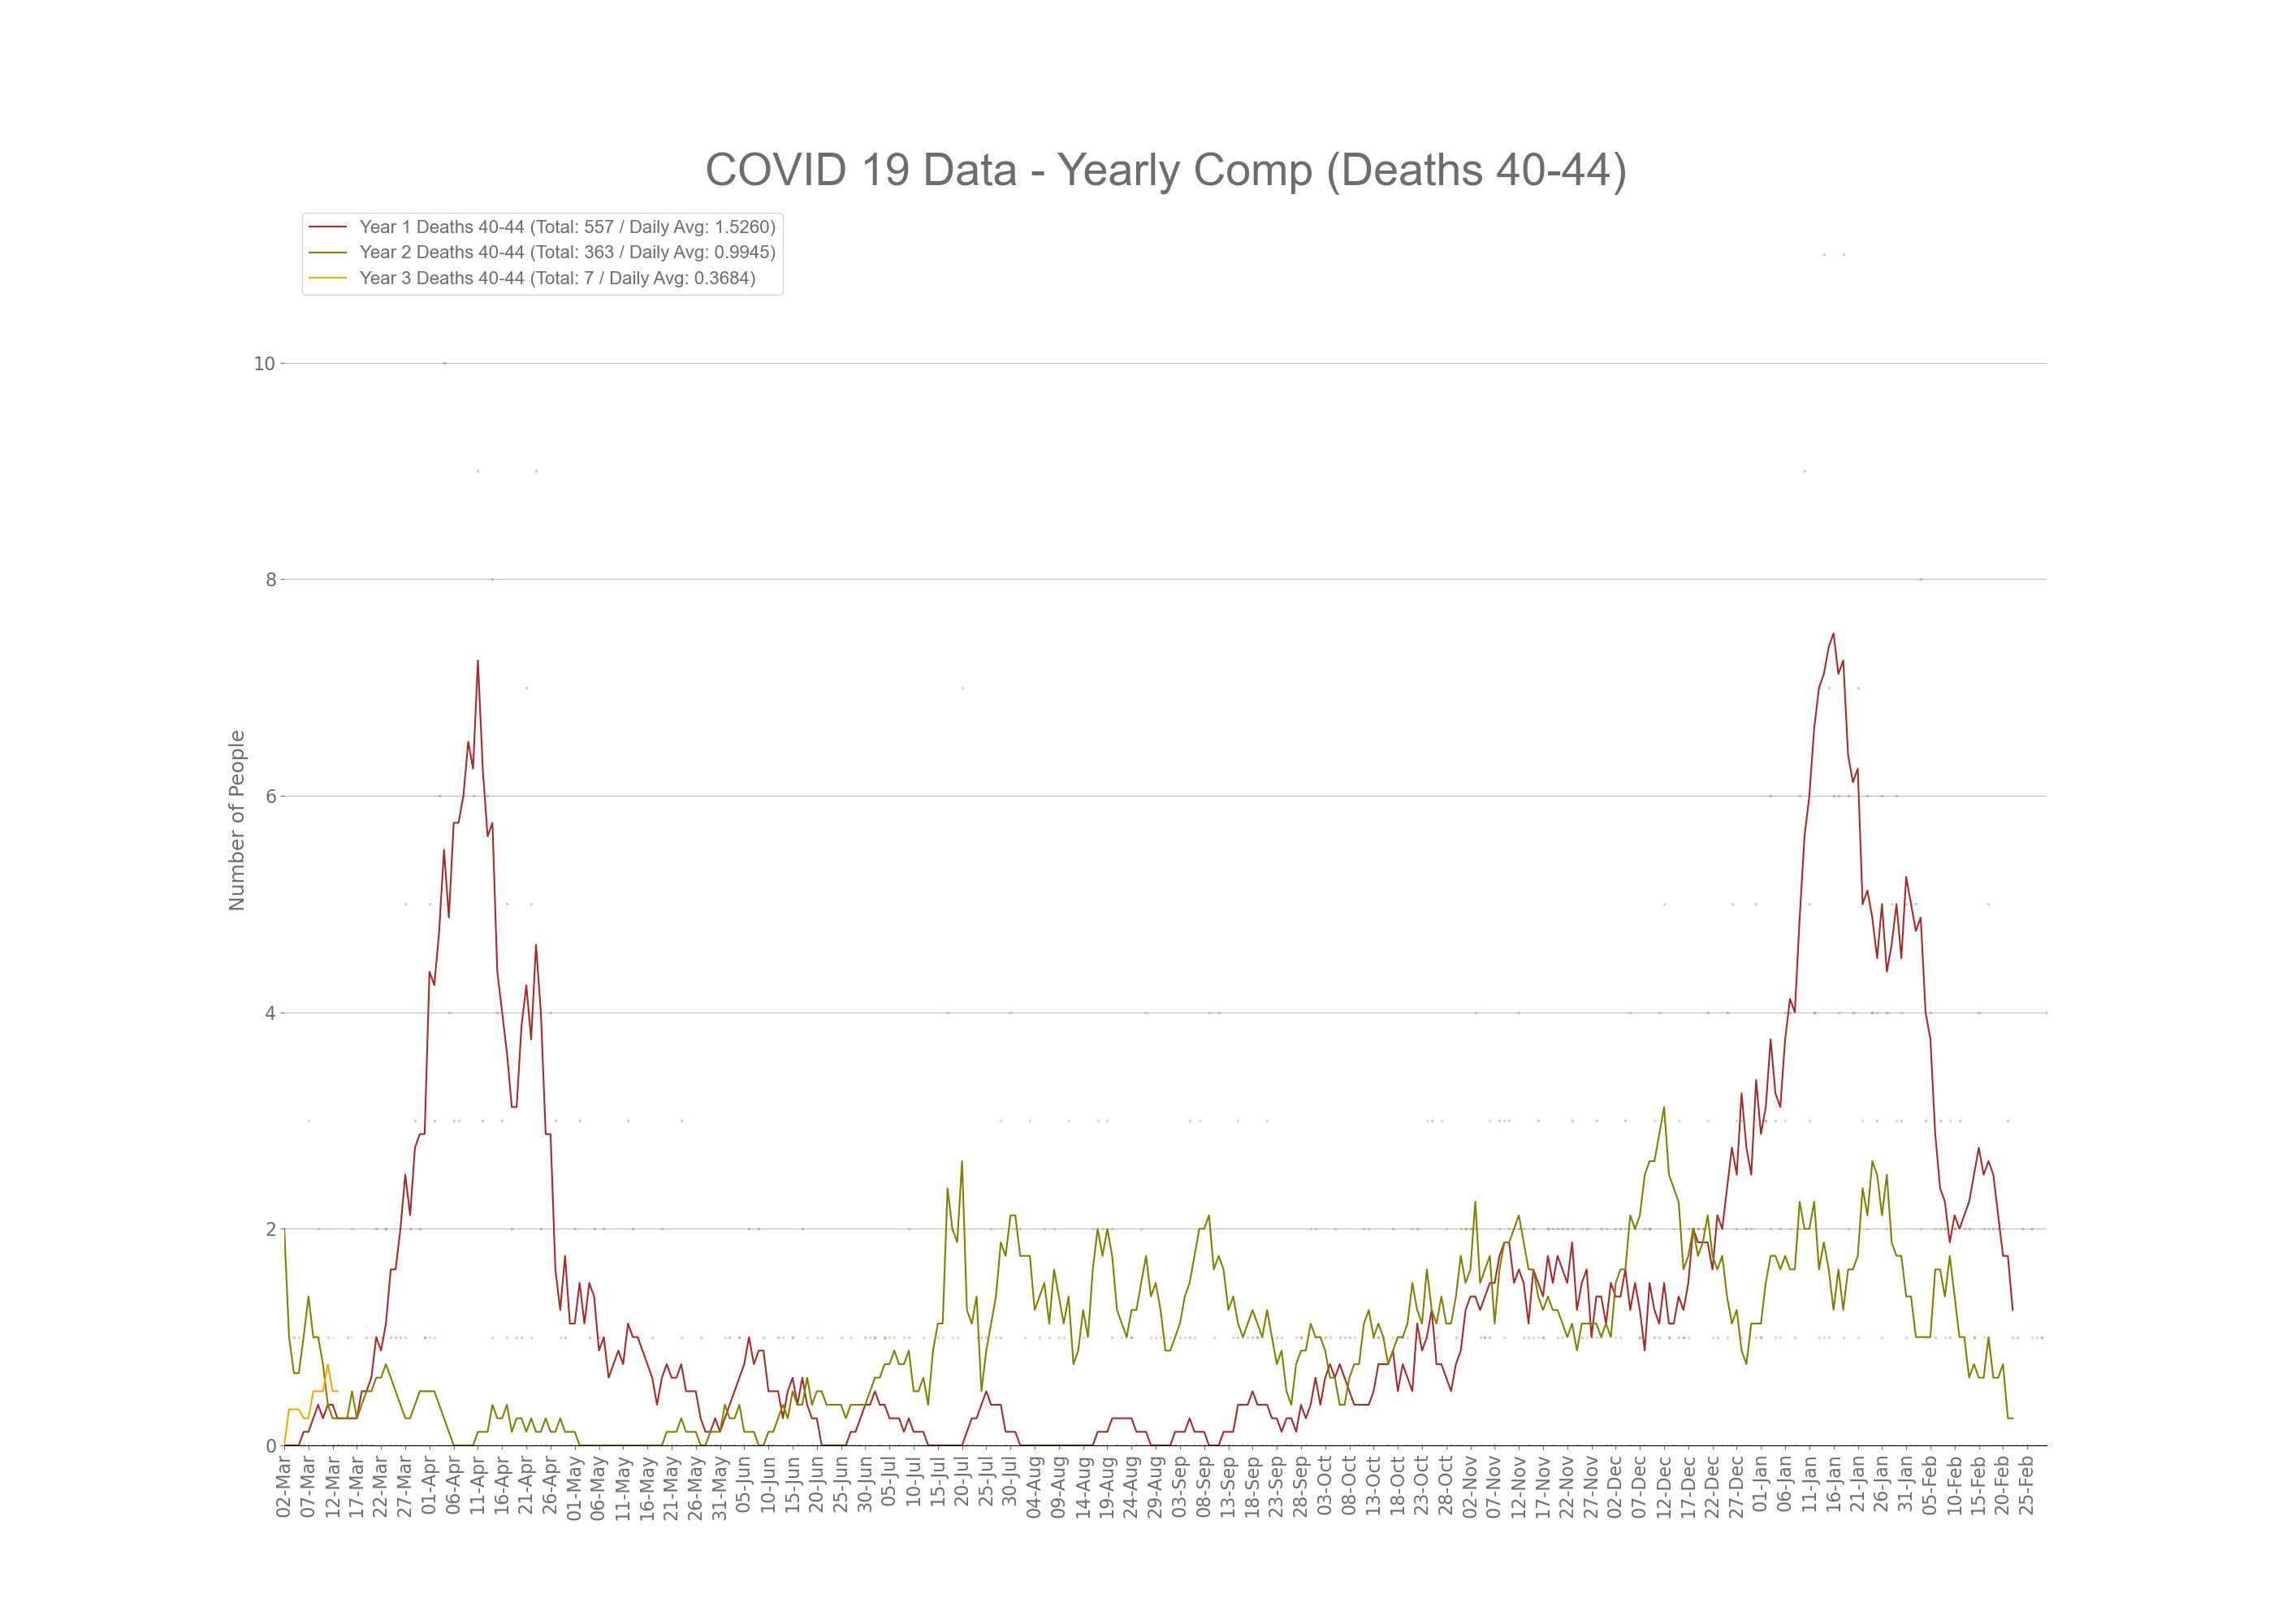 COVID 19 Data - Yearly Comp (Deaths 40-44)
Year 1 Deaths 40-44 (Total: 557 / Daily Avg: 1.5260)
Year 2 Deaths 40-44 (Total: 363 / Daily Avg: 0.9945)
Year 3 Deaths 40-44 (Total: 7 / Daily Avg: 0.3684)
Number of People
10
8
6
4
2
0
02-Mar
07-Mar
12-Mar
17-Mar
22-Mar
27-Mar
01-Apr
06-Apr
11-Apr
16-Apr
21-Apr
26-Apr
01-May
06-May
11-May
16-May
21-May
26-May
31-May
05-Jun
10-Jun
15-Jun
20-Jun
25-Jun
30-Jun
05-Jul
10-Jul
15-Jul
20-Jul
25-Jul
30-Jul
04-Aug
09-Aug
14-Aug
19-Aug
24-Aug
29-Aug
03-Sep
08-Sep
13-Sep
18-Sep
23-Sep
28-Sep
03-Oct
08-Oct
13-Oct
18-Oct
23-Oct
28-Oct
02-Nov
07-Nov
12-Nov
17-Nov
22-Nov
27-Nov
02-Dec
07-Dec
12-Dec
17-Dec
22-Dec
27-Dec
01-Jan
06-Jan
11-Jan
16-Jan
21-Jan
26-Jan
31-Jan
05-Feb
10-Feb
15-Feb
20-Feb
25-Feb